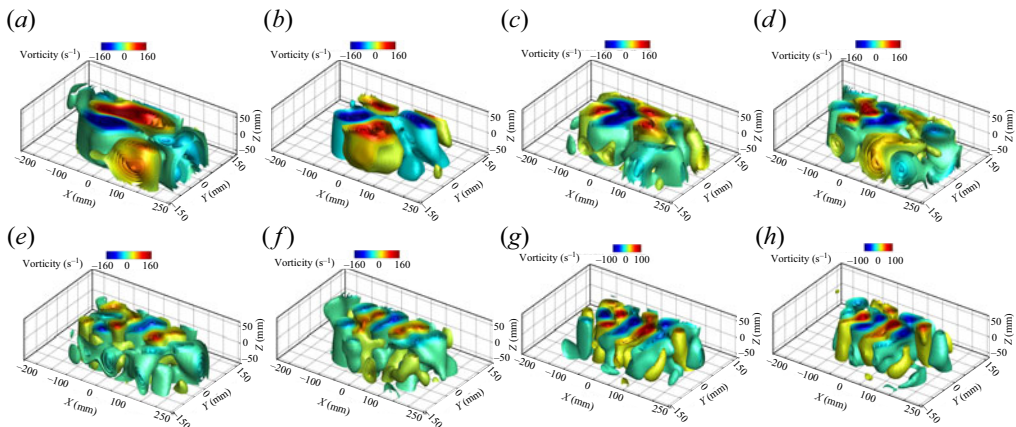 (a) (b) (c) (d)
Vorticity (s⁻¹) –160 0 160 Vorticity (s⁻¹) –160 0 160 Vorticity (s⁻¹) –160 0 160 Vorticity (s⁻¹) –160 0 160
50 0 –50 Z (mm) 50 0 –50 Z (mm) 50 0 –50 Z (mm) 50 0 –50 Z (mm)
–200 –100 0 100 250 X (mm) –150 0 150 Y (mm) –200 –100 0 100 250 X (mm) –150 0 150 Y (mm) –200 –100 0 100 250 X (mm) –150 0 150 Y (mm) –200 –100 0 100 250 X (mm) –150 0 150 Y (mm)
(e) (f) (g) (h)
Vorticity (s⁻¹) –160 0 160 Vorticity (s⁻¹) –160 0 160 Vorticity (s⁻¹) –100 0 100 Vorticity (s⁻¹) –100 0 100
50 0 –50 Z (mm) 50 0 –50 Z (mm) 50 0 –50 Z (mm) 50 0 –50 Z (mm)
–200 –100 0 100 250 X (mm) –150 0 150 Y (mm) –200 –100 0 100 250 X (mm) –150 0 150 Y (mm) –200 –100 0 100 250 X (mm) –150 0 150 Y (mm) –200 –100 0 100 250 X (mm) –150 0 150 Y (mm)